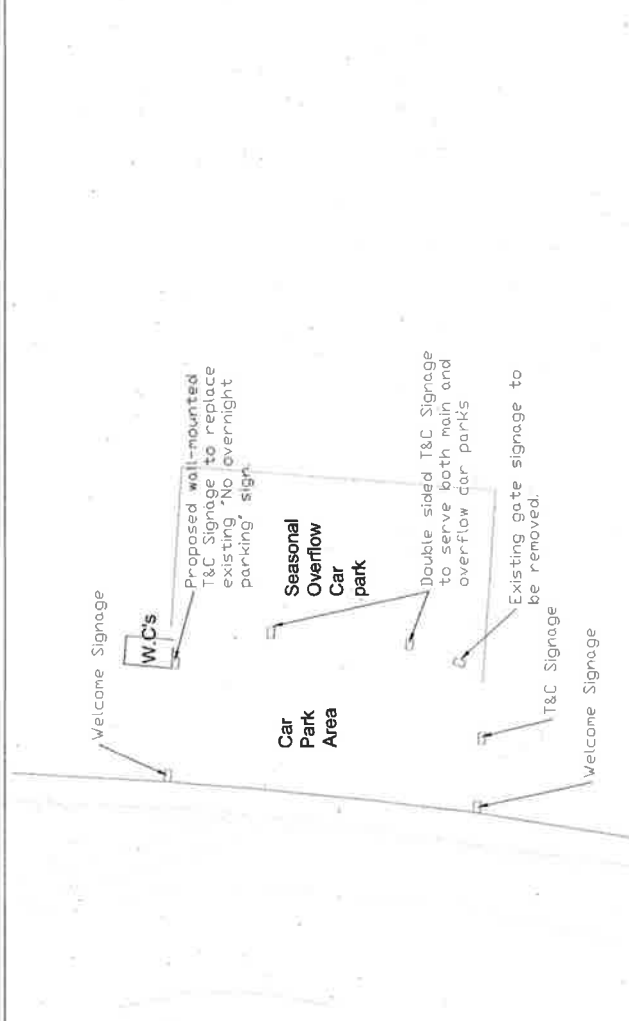 Welcome Signage
W.C's
Proposed wall-mounted
T&C Signage to replace
existing 'No overnight
parking' sign.
Car
Park
Area
Seasonal
Overflow
Car
park
Double sided T&C Signage
to serve both main and
overflow car parks
Existing gate signage to
be removed.
T&C Signage
Welcome Signage